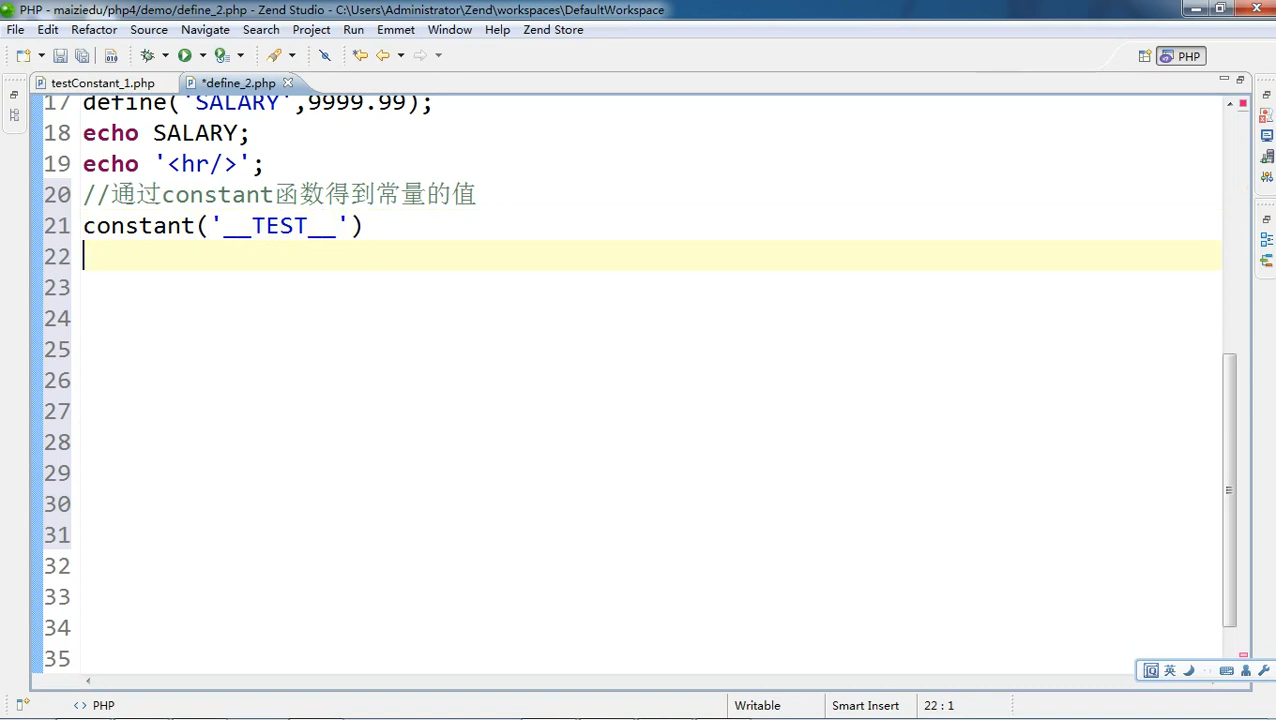 PHP - maiziedu/php4/demo/define_2.php - Zend Studio - C:\Users\Administrator\Zend\workspaces\DefaultWorkspace
File Edit Refactor Source Navigate Search Project Run Emmet Window Help Zend Store
PHP
testConstant_1.php *define_2.php
17 define('SALARY',9999.99);
18 echo SALARY;
19 echo '<hr/>';
20 //通过constant函数得到常量的值
21 constant('__TEST__')
22
23
24
25
26
27
28
29
30
31
32
33
34
35
英
<> PHP Writable Smart Insert 22 : 1